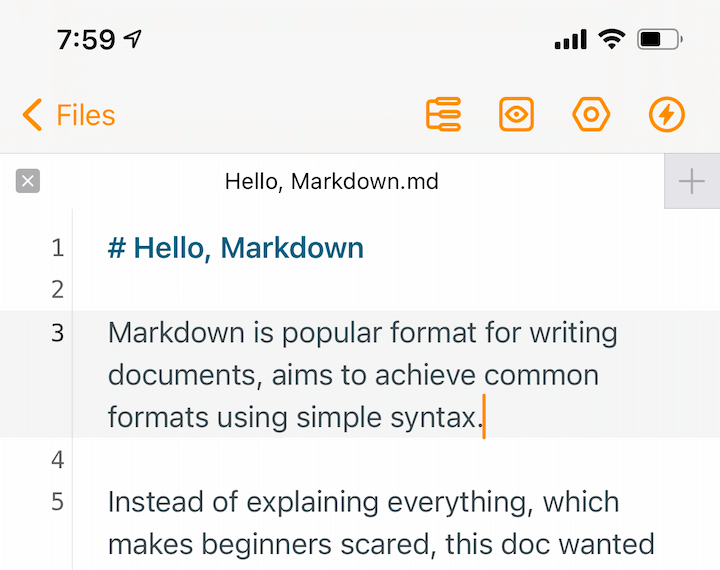 7:59
Files
Hello, Markdown.md
1 # Hello, Markdown
2
3 Markdown is popular format for writing
documents, aims to achieve common
formats using simple syntax.
4
5 Instead of explaining everything, which
makes beginners scared, this doc wanted